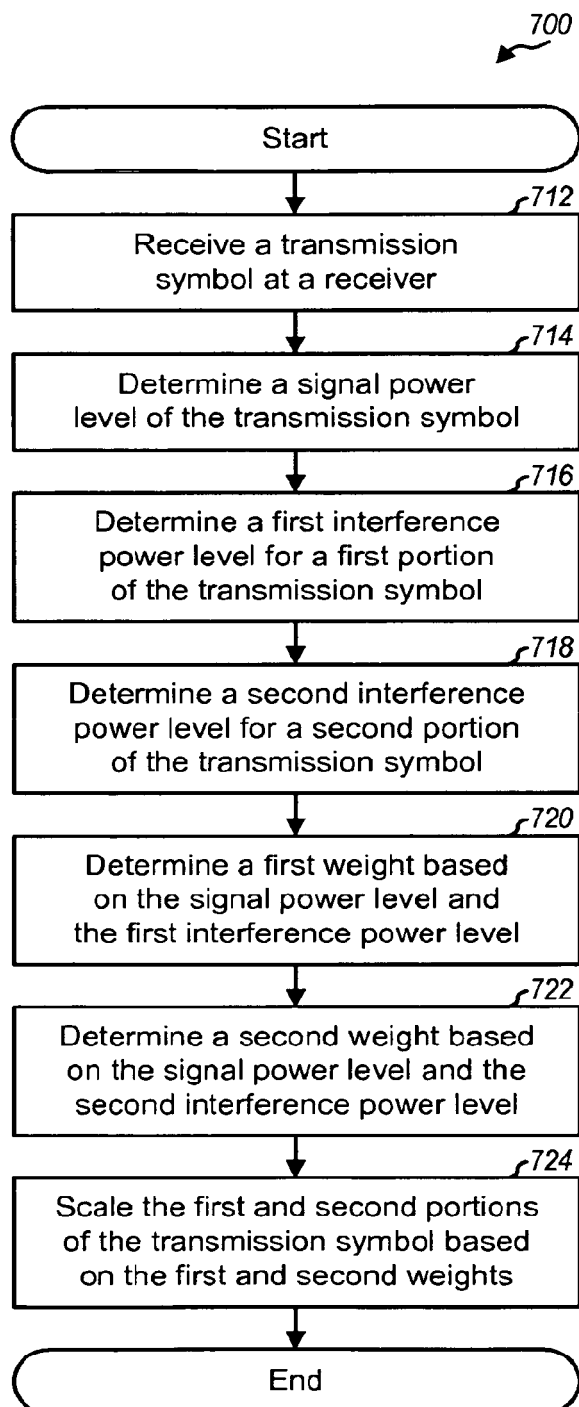 700
Start
712
Receive a transmission
symbol at a receiver
714
Determine a signal power
level of the transmission symbol
716
Determine a first interference
power level for a first portion
of the transmission symbol
718
Determine a second interference
power level for a second portion
of the transmission symbol
720
Determine a first weight based
on the signal power level and
the first interference power level
722
Determine a second weight based
on the signal power level and the
second interference power level
724
Scale the first and second portions
of the transmission symbol based
on the first and second weights
End